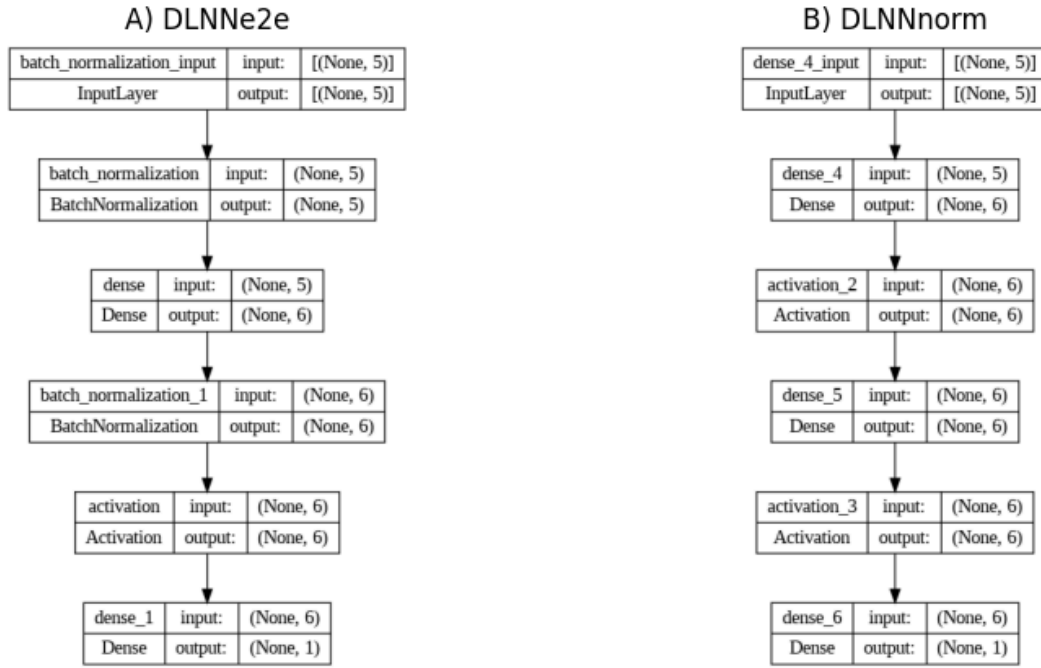 A) DLNNe2e
batch_normalization_input input: [(None, 5)]
InputLayer output: [(None, 5)]
batch_normalization input: (None, 5)
BatchNormalization output: (None, 5)
dense input: (None, 5)
Dense output: (None, 6)
batch_normalization_1 input: (None, 6)
BatchNormalization output: (None, 6)
activation input: (None, 6)
Activation output: (None, 6)
dense_1 input: (None, 6)
Dense output: (None, 1)
B) DLNNnorm
dense_4_input input: [(None, 5)]
InputLayer output: [(None, 5)]
dense_4 input: (None, 5)
Dense output: (None, 6)
activation_2 input: (None, 6)
Activation output: (None, 6)
dense_5 input: (None, 6)
Dense output: (None, 6)
activation_3 input: (None, 6)
Activation output: (None, 6)
dense_6 input: (None, 6)
Dense output: (None, 1)